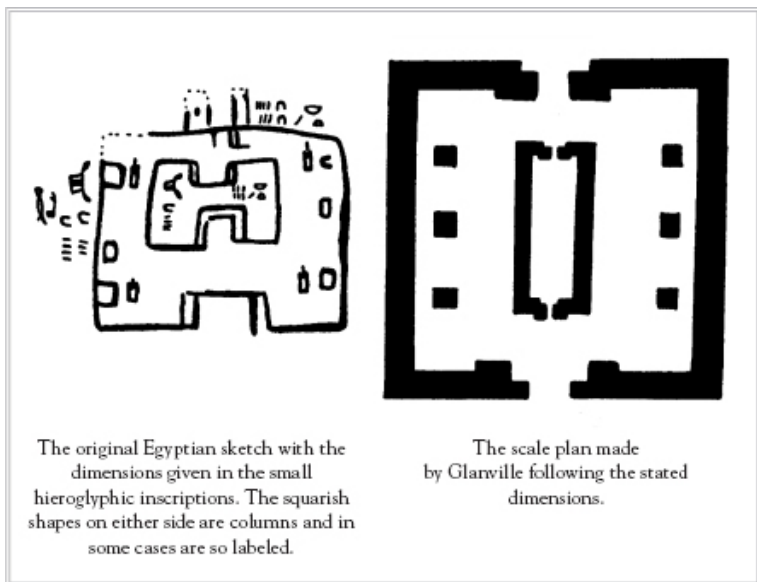 The original Egyptian sketch with the
dimensions given in the small
hieroglyphic inscriptions. The squarish
shapes on either side are columns and in
some cases are so labeled.
The scale plan made
by Glanville following the stated
dimensions.